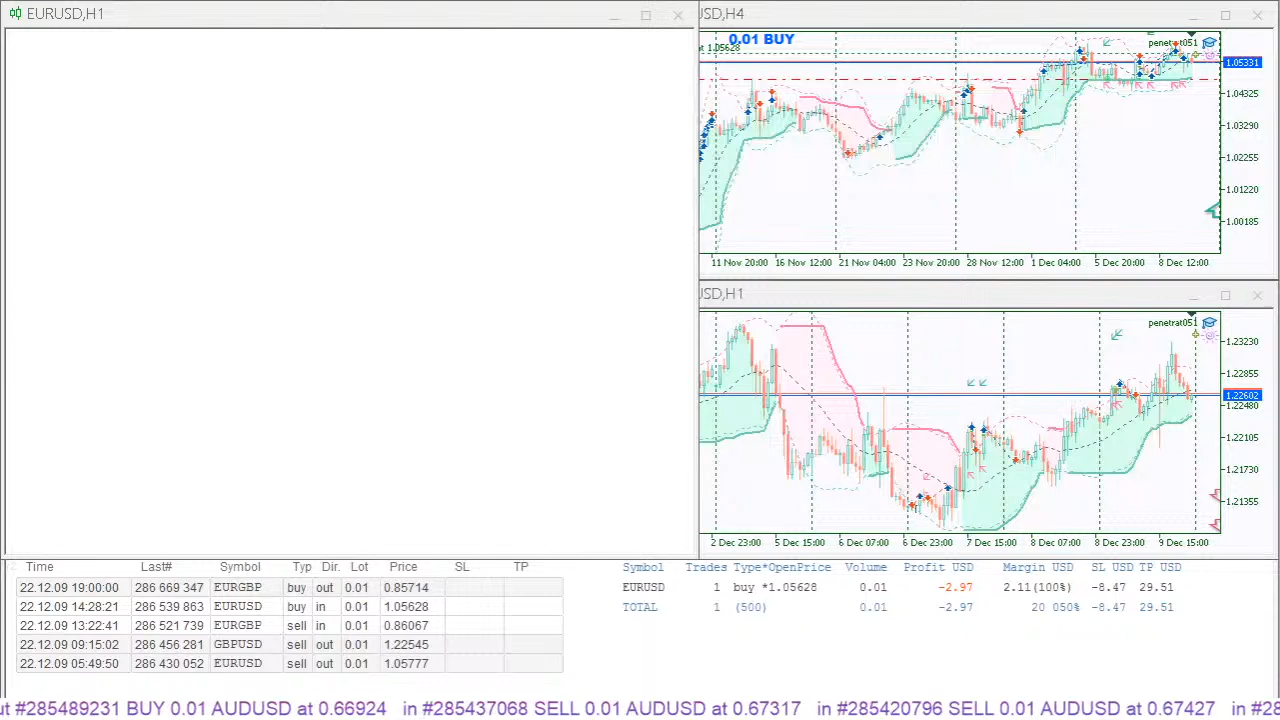 EURUSD,H1
USD,H4
0.01 BUY
at 1.05628
penetrat051
1.05331
1.04325
1.03290
1.02255
1.01220
1.00185
11 Nov 20:00 16 Nov 12:00 21 Nov 04:00 23 Nov 20:00 28 Nov 12:00 1 Dec 04:00 5 Dec 20:00 8 Dec 12:00
USD,H1
penetrat051
1.23230
1.22855
1.22602
1.22480
1.22105
1.21730
1.21355
2 Dec 23:00 5 Dec 15:00 6 Dec 07:00 6 Dec 23:00 7 Dec 15:00 8 Dec 07:00 8 Dec 23:00 9 Dec 15:00
Time Last# Symbol Typ Dir. Lot Price SL TP
22.12.09 19:00:00 286 669 347 EURGBP buy out 0.01 0.85714
22.12.09 14:28:21 286 539 863 EURUSD buy in 0.01 1.05628
22.12.09 13:22:41 286 521 739 EURGBP sell in 0.01 0.86067
22.12.09 09:15:02 286 456 281 GBPUSD sell out 0.01 1.22545
22.12.09 05:49:50 286 430 052 EURUSD sell out 0.01 1.05777
Symbol Trades Type*OpenPrice Volume Profit USD Margin USD SL USD TP USD
EURUSD 1 buy *1.05628 0.01 -2.97 2.11(100%) -8.47 29.51
TOTAL 1 (500) 0.01 -2.97 20 050% -8.47 29.51
ut #285489231 BUY 0.01 AUDUSD at 0.66924 in #285437068 SELL 0.01 AUDUSD at 0.67317 in #285420796 SELL 0.01 AUDUSD at 0.67427 in #28